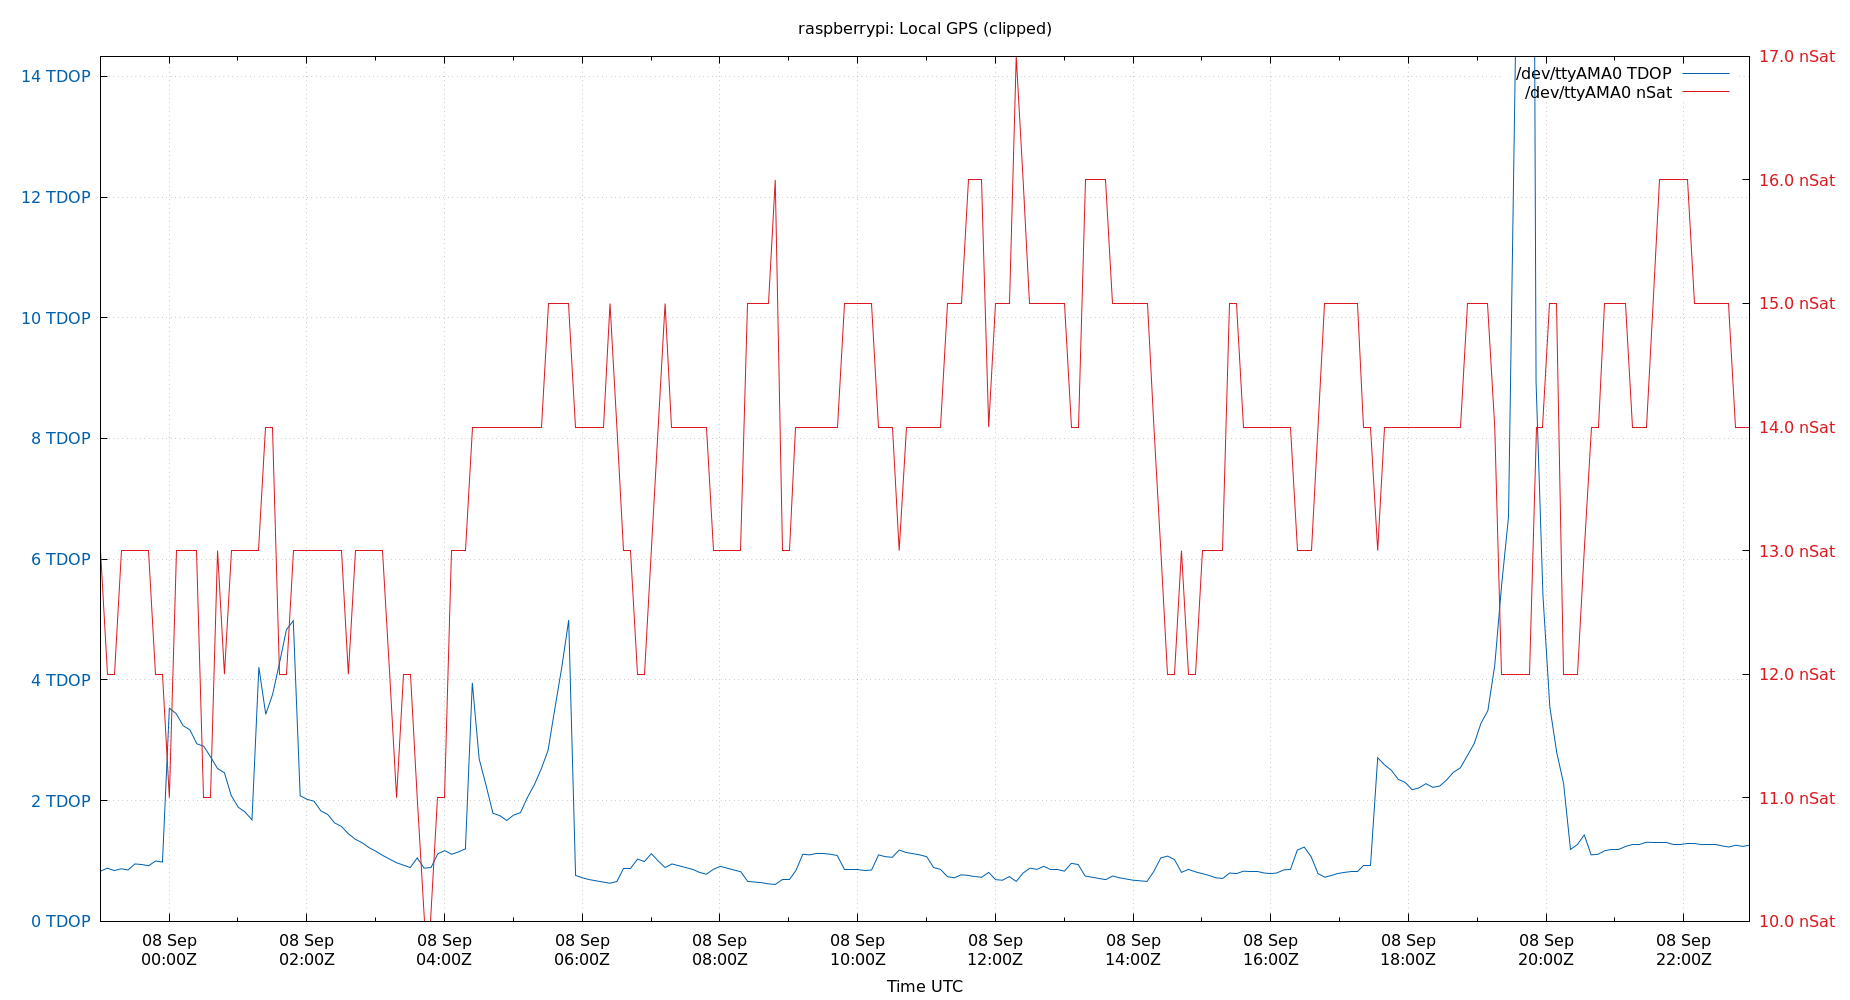 raspberrypi: Local GPS (clipped)
14 TDOP
12 TDOP
10 TDOP
8 TDOP
6 TDOP
4 TDOP
2 TDOP
0 TDOP
17.0 nSat
16.0 nSat
15.0 nSat
14.0 nSat
13.0 nSat
12.0 nSat
11.0 nSat
10.0 nSat
/dev/ttyAMA0 TDOP
/dev/ttyAMA0 nSat
08 Sep 08 Sep 08 Sep 08 Sep 08 Sep 08 Sep 08 Sep 08 Sep 08 Sep 08 Sep 08 Sep 08 Sep
00:00Z 02:00Z 04:00Z 06:00Z 08:00Z 10:00Z 12:00Z 14:00Z 16:00Z 18:00Z 20:00Z 22:00Z
Time UTC